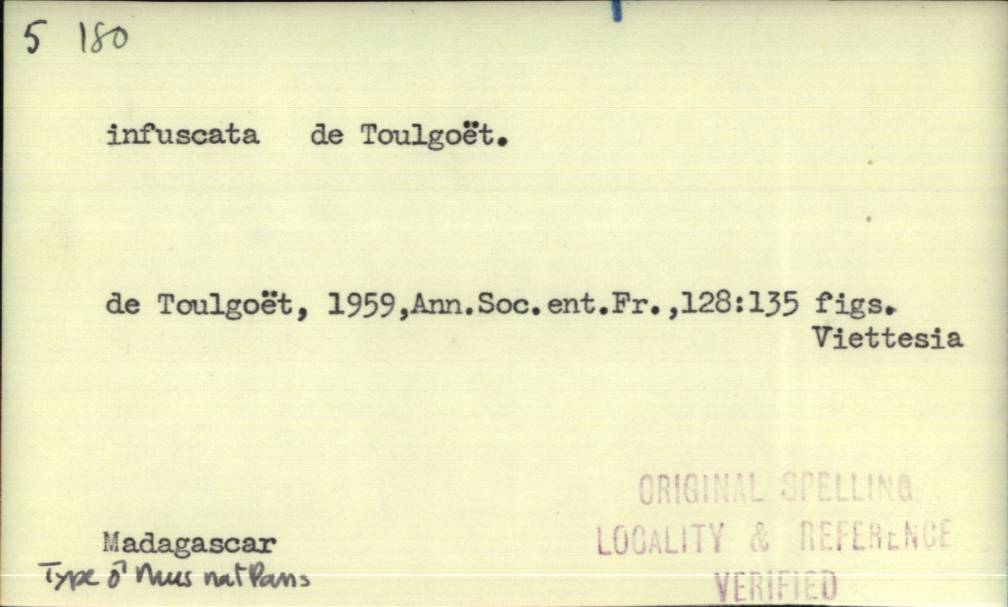 5 180
infuscata de Toulgoët.
de Toulgoët, 1959,Ann.Soc.ent.Fr.,128:135 figs.
Viettesia
ORIGINAL SPELLING
LOCALITY & REFERENCE
VERIFIED
Madagascar
Type ♂ Mus nat Paris